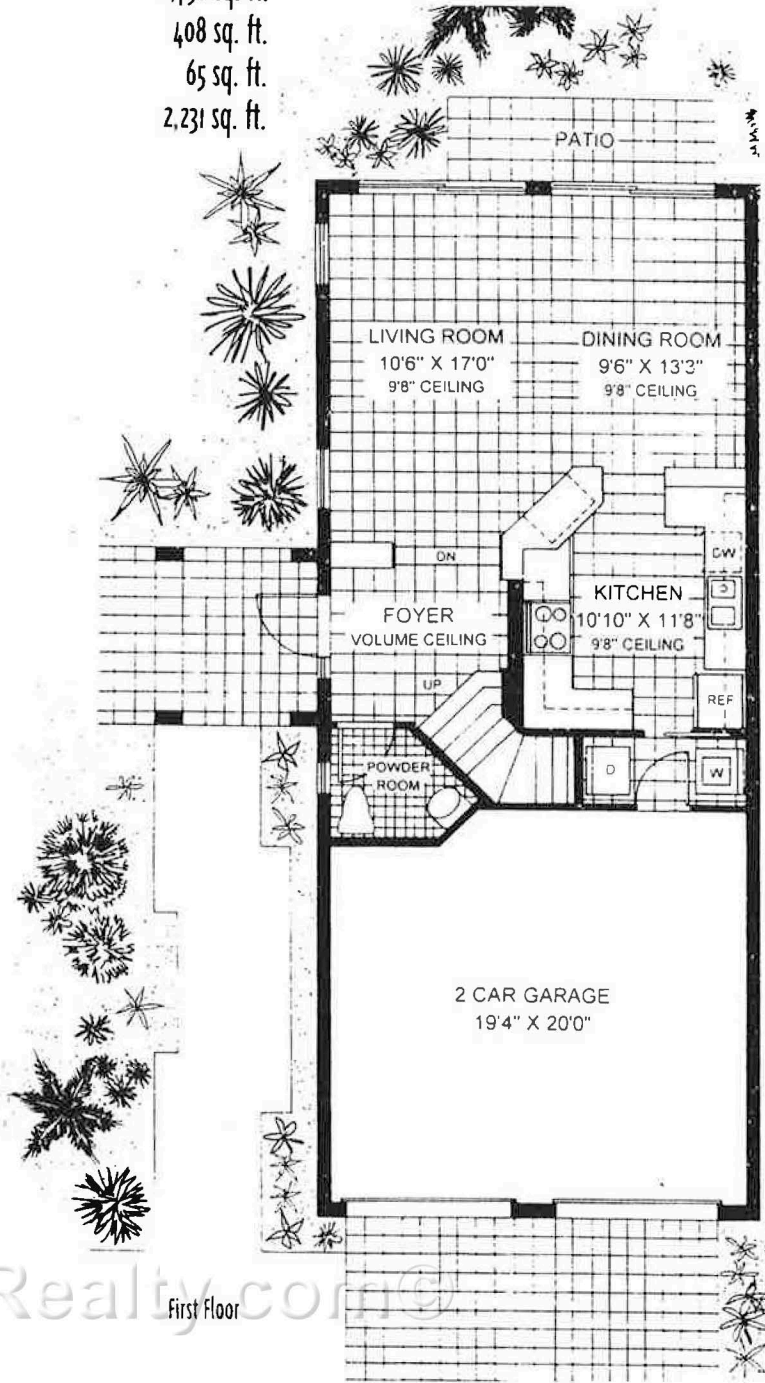 408 sq. ft.
65 sq. ft.
2,231 sq. ft.
PATIO
LIVING ROOM
10'6" X 17'0"
9'8" CEILING
DINING ROOM
9'6" X 13'3"
9'8" CEILING
DN
DW
KITCHEN
10'10" X 11'8"
9'8" CEILING
FOYER
VOLUME CEILING
UP
REF
POWDER
ROOM
D
W
2 CAR GARAGE
19'4" X 20'0"
Realty.com©
First Floor